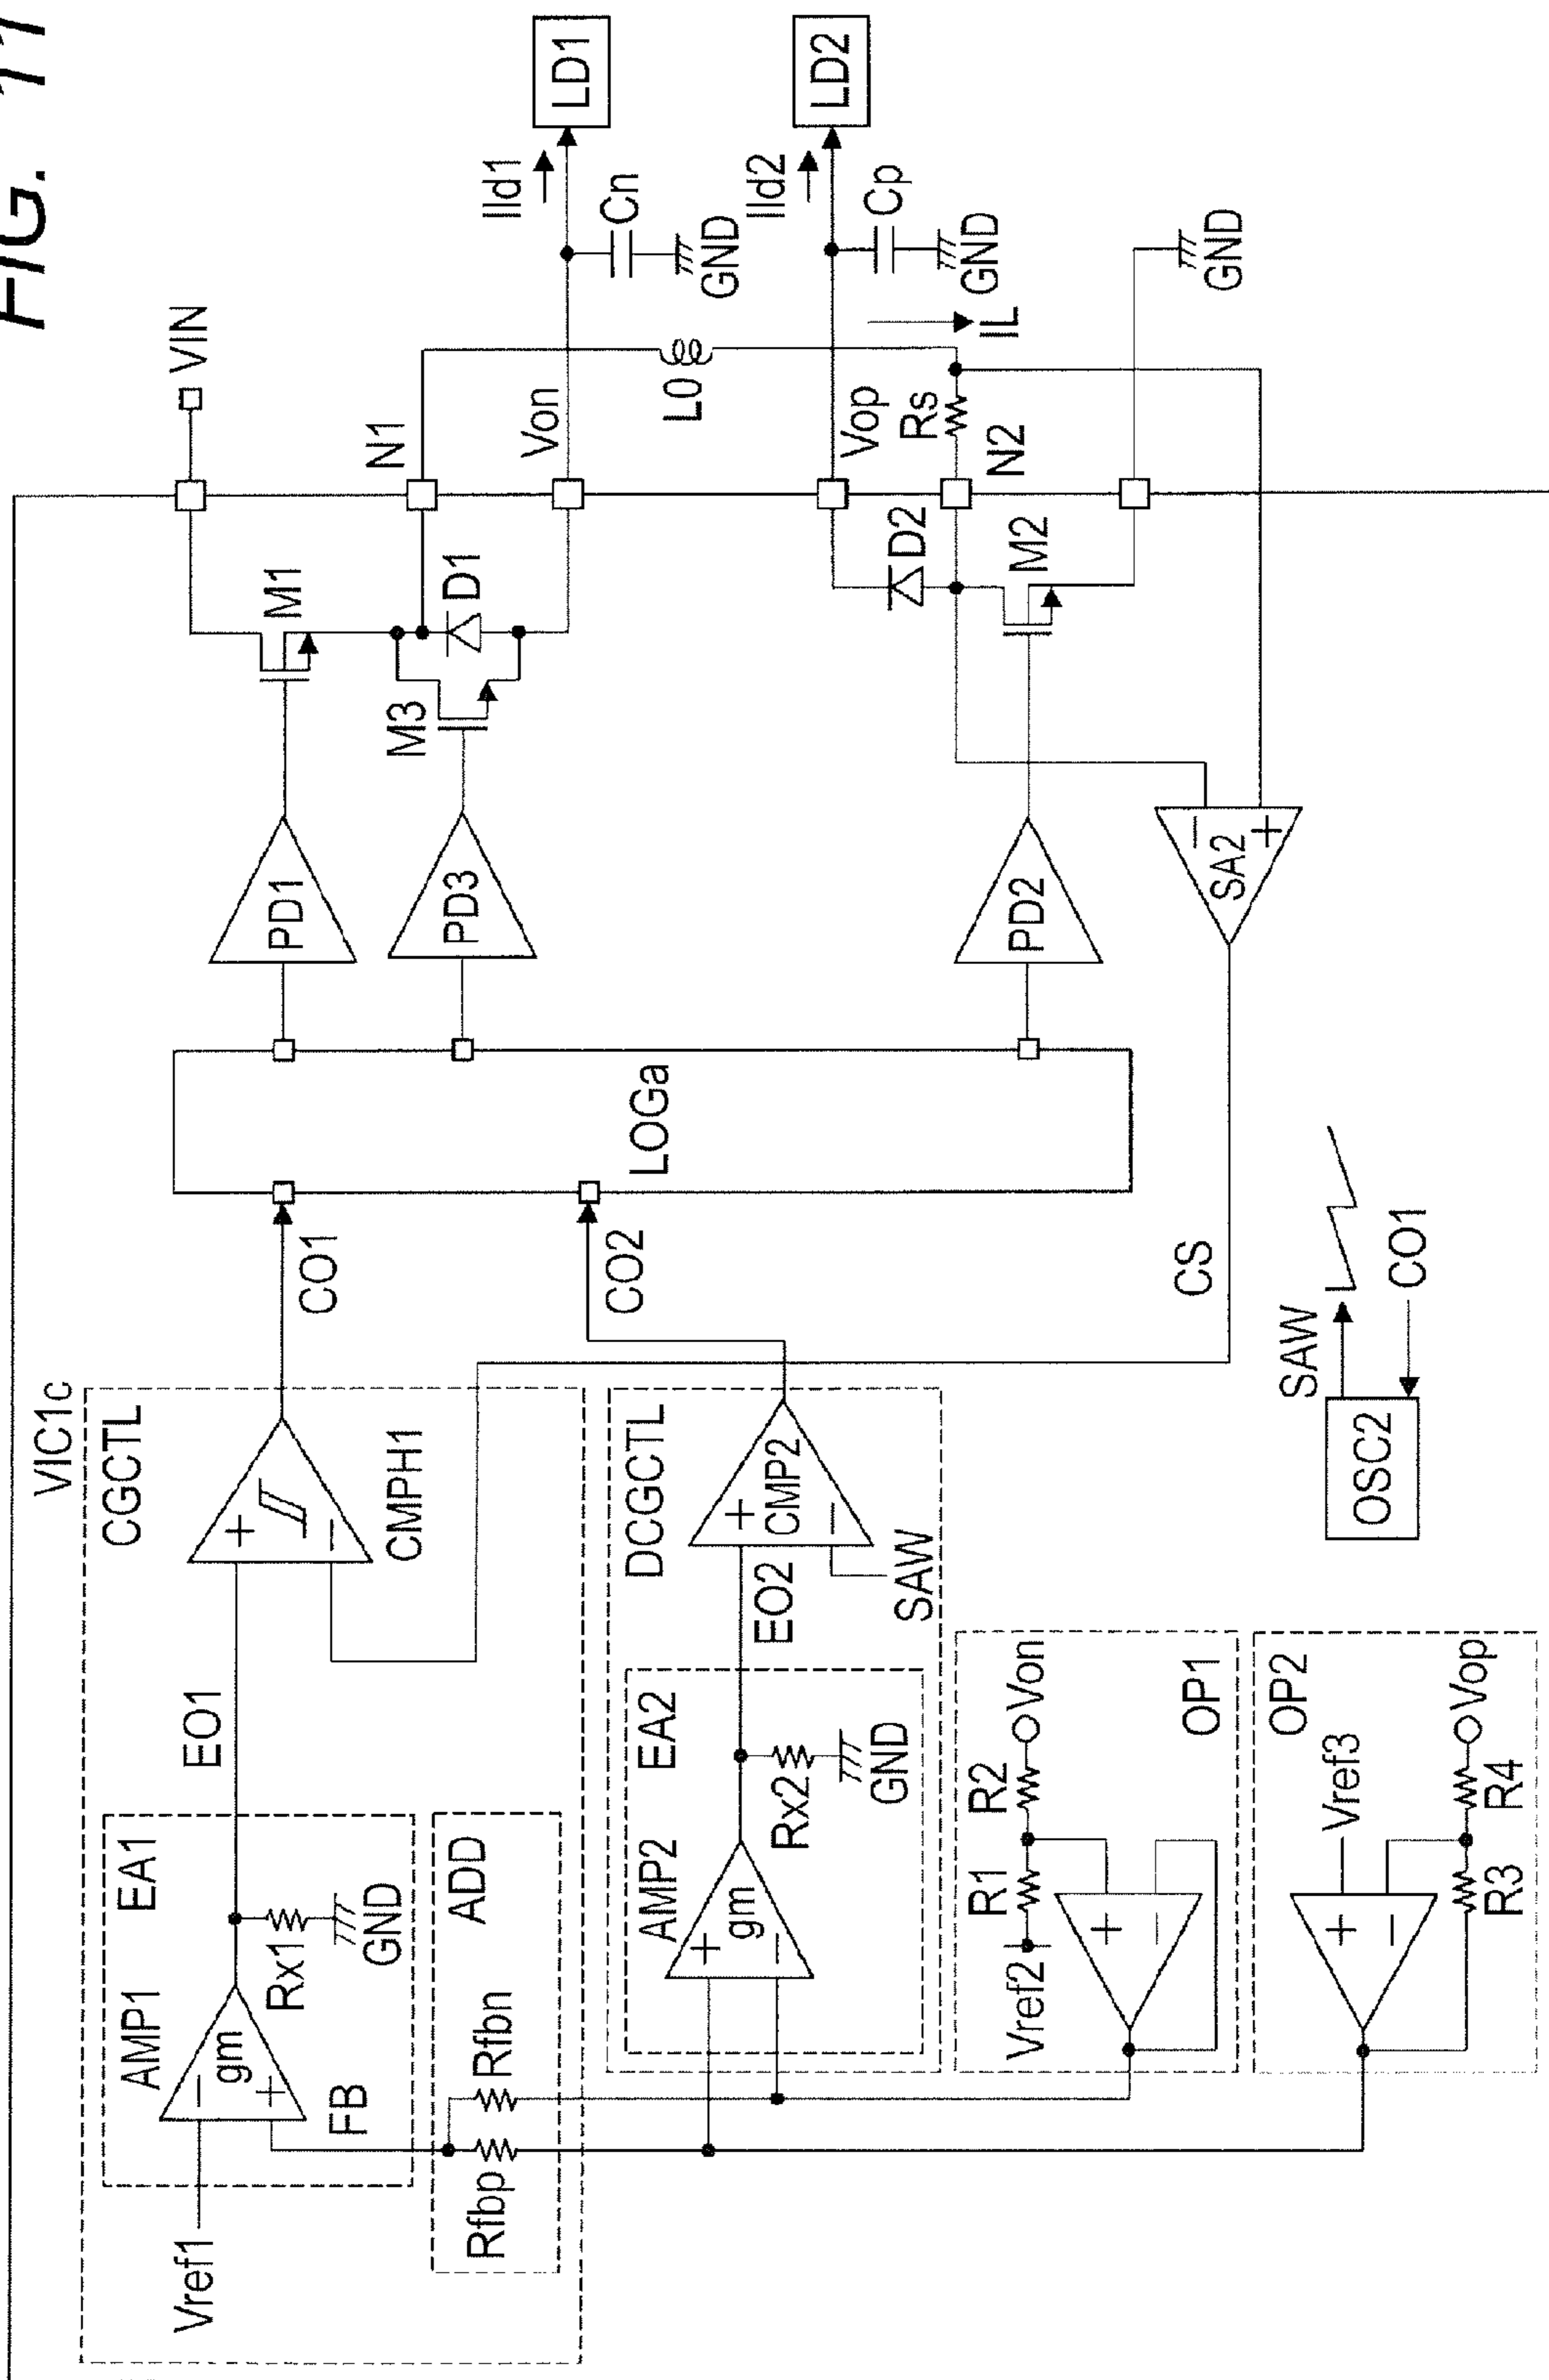 FIG. 11
VIC1c
CGCTL
EA1
AMP1
gm
−
+
Vref1
FB
Rx1
GND
EO1
+
−
CMPH1
CO1
ADD
Rfbp
Rfbn
DCGCTL
EA2
AMP2
gm
+
−
Rx2
GND
EO2
+
−
CMP2
SAW
CO2
OP1
Vref2
R1
R2
Von
+
−
OP2
Vref3
+
−
R3
R4
Vop
OSC2
SAW
CO1
LOGa
CS
PD1
PD3
PD2
SA2
−
+
M1
M3
D1
D2
M2
VIN
N1
Von
Vop
Rs
N2
L0
IL
Ild1
Cn
GND
LD1
Ild2
Cp
GND
LD2
GND